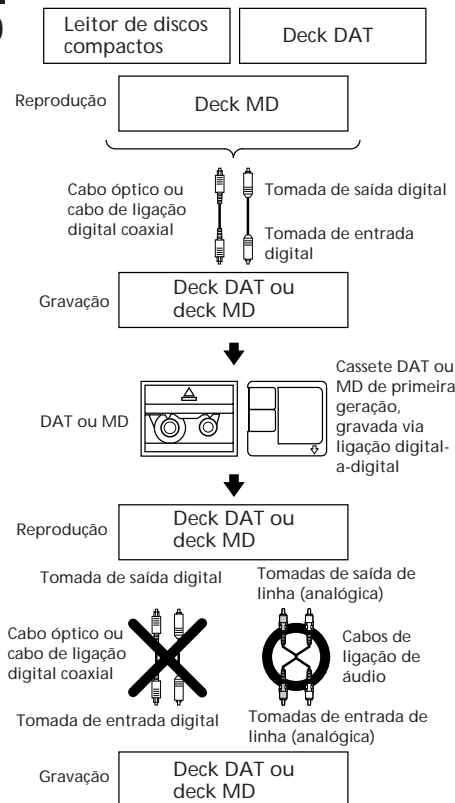 Leitor de discos
compactos
Deck DAT
Reprodução
Deck MD
Cabo óptico ou
cabo de ligação
digital coaxial
Tomada de saída digital
Tomada de entrada
digital
Gravação
Deck DAT ou
deck MD
DAT ou MD
Cassete DAT ou
MD de primeira
geração,
gravada via
ligação digital-
a-digital
Reprodução
Deck DAT ou
deck MD
Tomada de saída digital
Tomadas de saída de
linha (analógica)
Cabo óptico ou
cabo de ligação
digital coaxial
Cabos de
ligação de
áudio
Tomada de entrada digital
Tomadas de entrada de
linha (analógica)
Gravação
Deck DAT ou
deck MD